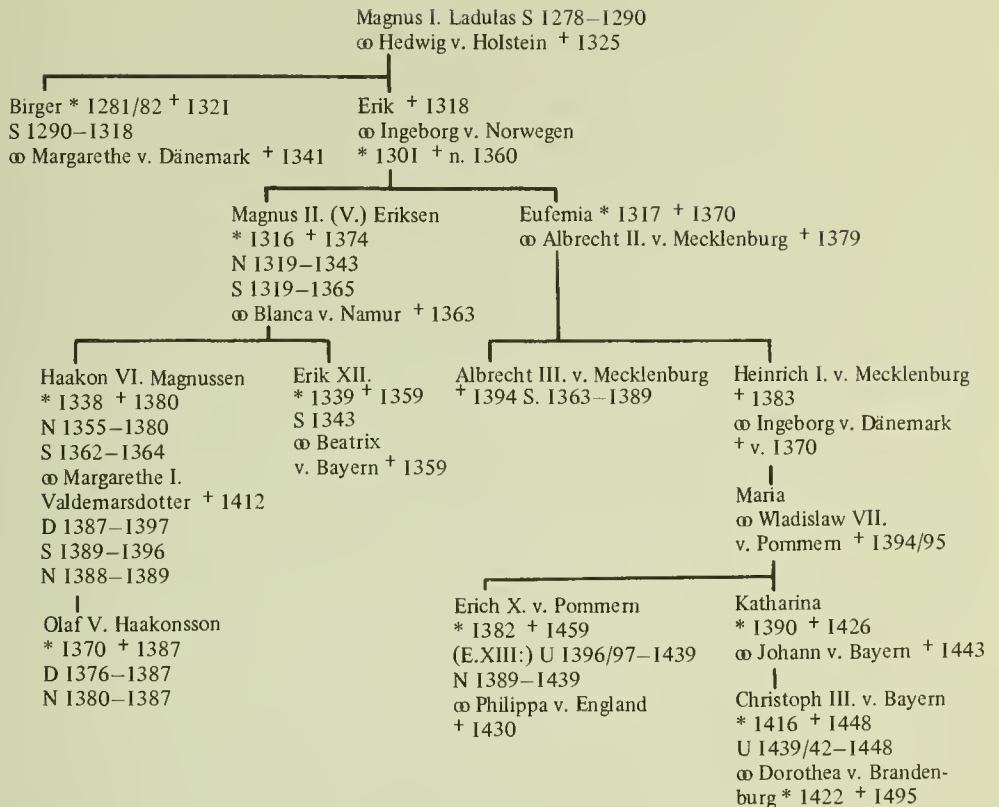 Magnus I. Ladulas S 1278–1290
⚭ Hedwig v. Holstein + 1325
Birger * 1281/82 + 1321
S 1290–1318
⚭ Margarethe v. Dänemark + 1341
Erik + 1318
⚭ Ingeborg v. Norwegen
* 1301 + n. 1360
Magnus II. (V.) Eriksen
* 1316 + 1374
N 1319–1343
S 1319–1365
⚭ Blanca v. Namur + 1363
Eufemia * 1317 + 1370
⚭ Albrecht II. v. Mecklenburg + 1379
Haakon VI. Magnussen
* 1338 + 1380
N 1355–1380
S 1362–1364
⚭ Margarethe I.
Valdemarsdotter + 1412
D 1387–1397
S 1389–1396
N 1388–1389
Erik XII.
* 1339 + 1359
S 1343
⚭ Beatrix
v. Bayern + 1359
Albrecht III. v. Mecklenburg
+ 1394 S. 1363–1389
Heinrich I. v. Mecklenburg
+ 1383
⚭ Ingeborg v. Dänemark
+ v. 1370
Maria
⚭ Wladislaw VII.
v. Pommern + 1394/95
Olaf V. Haakonsson
* 1370 + 1387
D 1376–1387
N 1380–1387
Erich X. v. Pommern
* 1382 + 1459
(E.XIII:) U 1396/97–1439
N 1389–1439
⚭ Philippa v. England
+ 1430
Katharina
* 1390 + 1426
⚭ Johann v. Bayern + 1443
Christoph III. v. Bayern
* 1416 + 1448
U 1439/42–1448
⚭ Dorothea v. Branden-
burg * 1422 + 1495